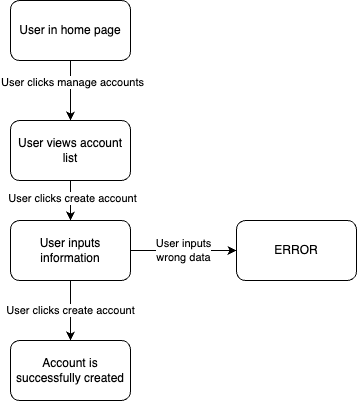 User in home page
User clicks manage accounts
User views account
list
User clicks create account
User inputs
information
User inputs
wrong data
ERROR
User clicks create account
Account is
successfully created